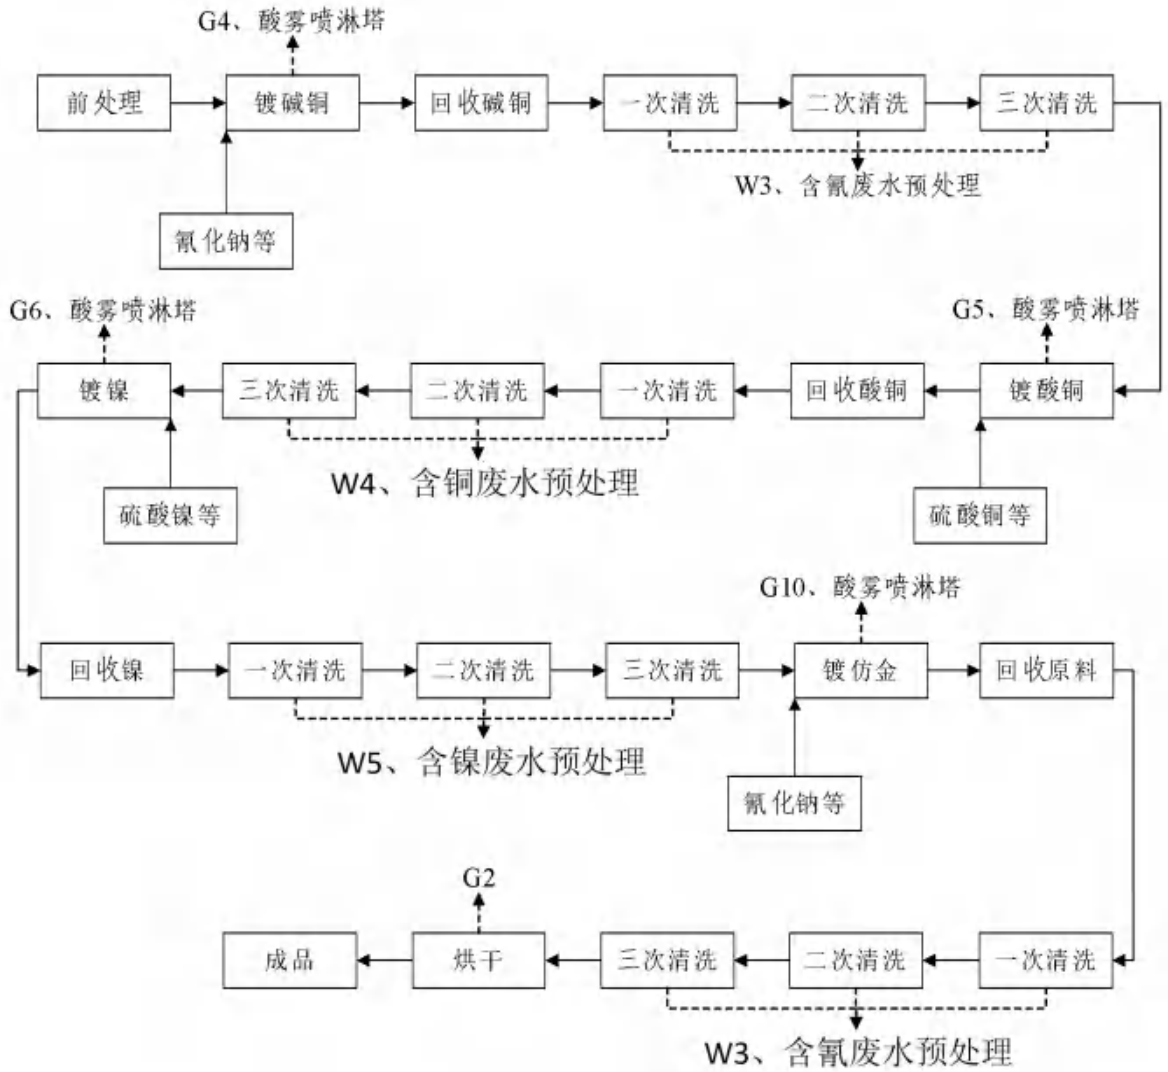 G4、酸雾喷淋塔
前处理
镀碱铜
回收碱铜
一次清洗
二次清洗
三次清洗
W3、含氰废水预处理
氰化钠等
G6、酸雾喷淋塔
G5、酸雾喷淋塔
镀镍
三次清洗
二次清洗
一次清洗
回收酸铜
镀酸铜
W4、含铜废水预处理
硫酸镍等
硫酸铜等
G10、酸雾喷淋塔
回收镍
一次清洗
二次清洗
三次清洗
镀仿金
回收原料
W5、含镍废水预处理
氰化钠等
G2
成品
烘干
三次清洗
二次清洗
一次清洗
W3、含氰废水预处理